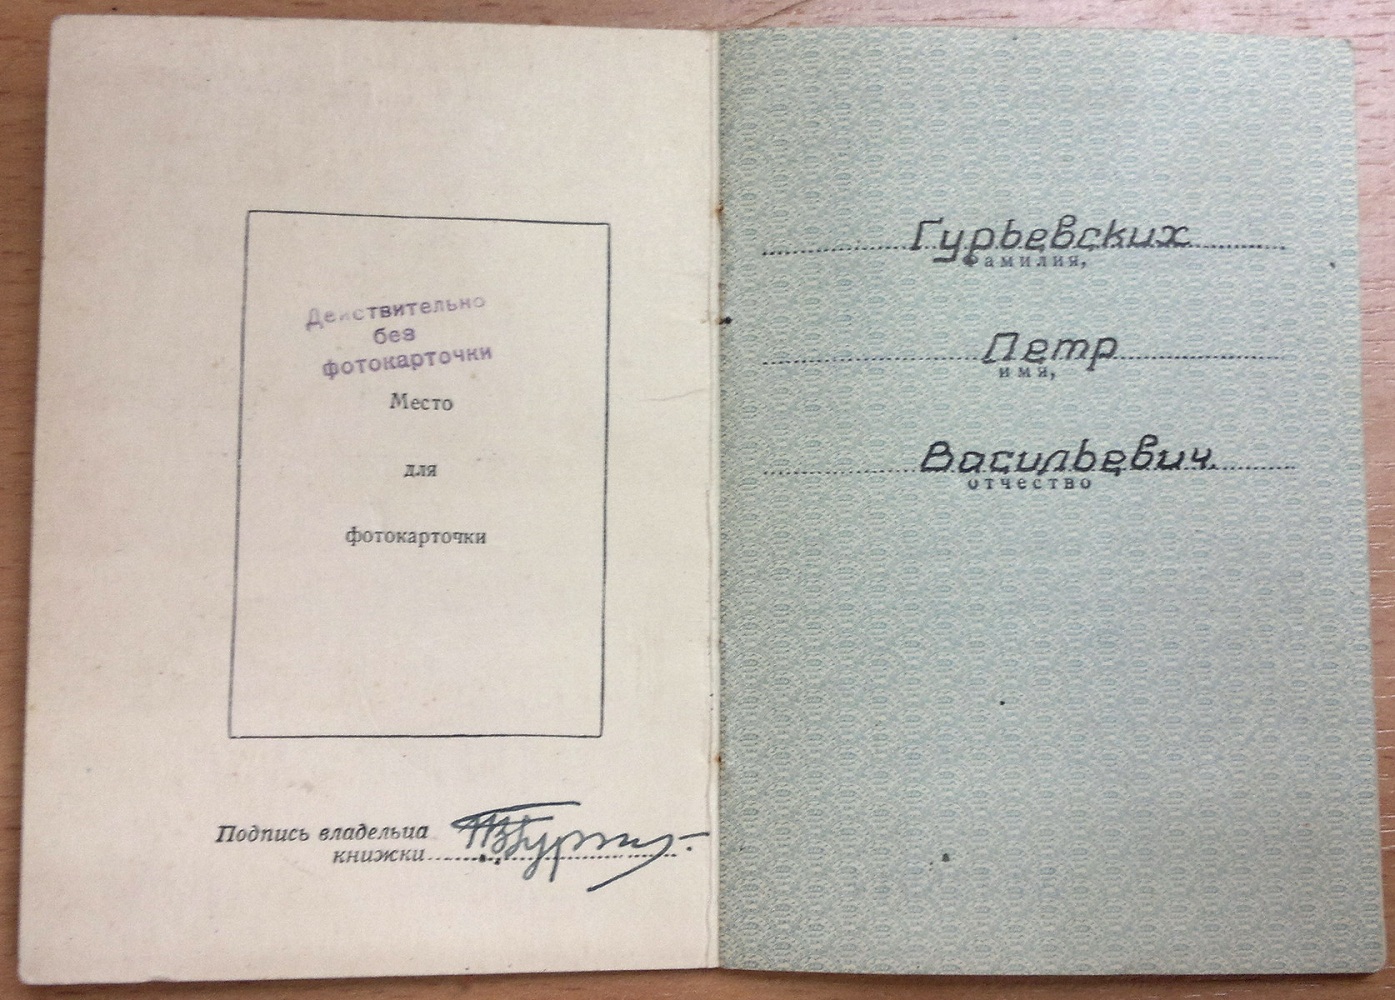 Действительно
без
фотокарточки
Место
для
фотокарточки
Подпись владельца
книжки
Гурьевских
фамилия,
Петр
имя,
Васильевич
отчество